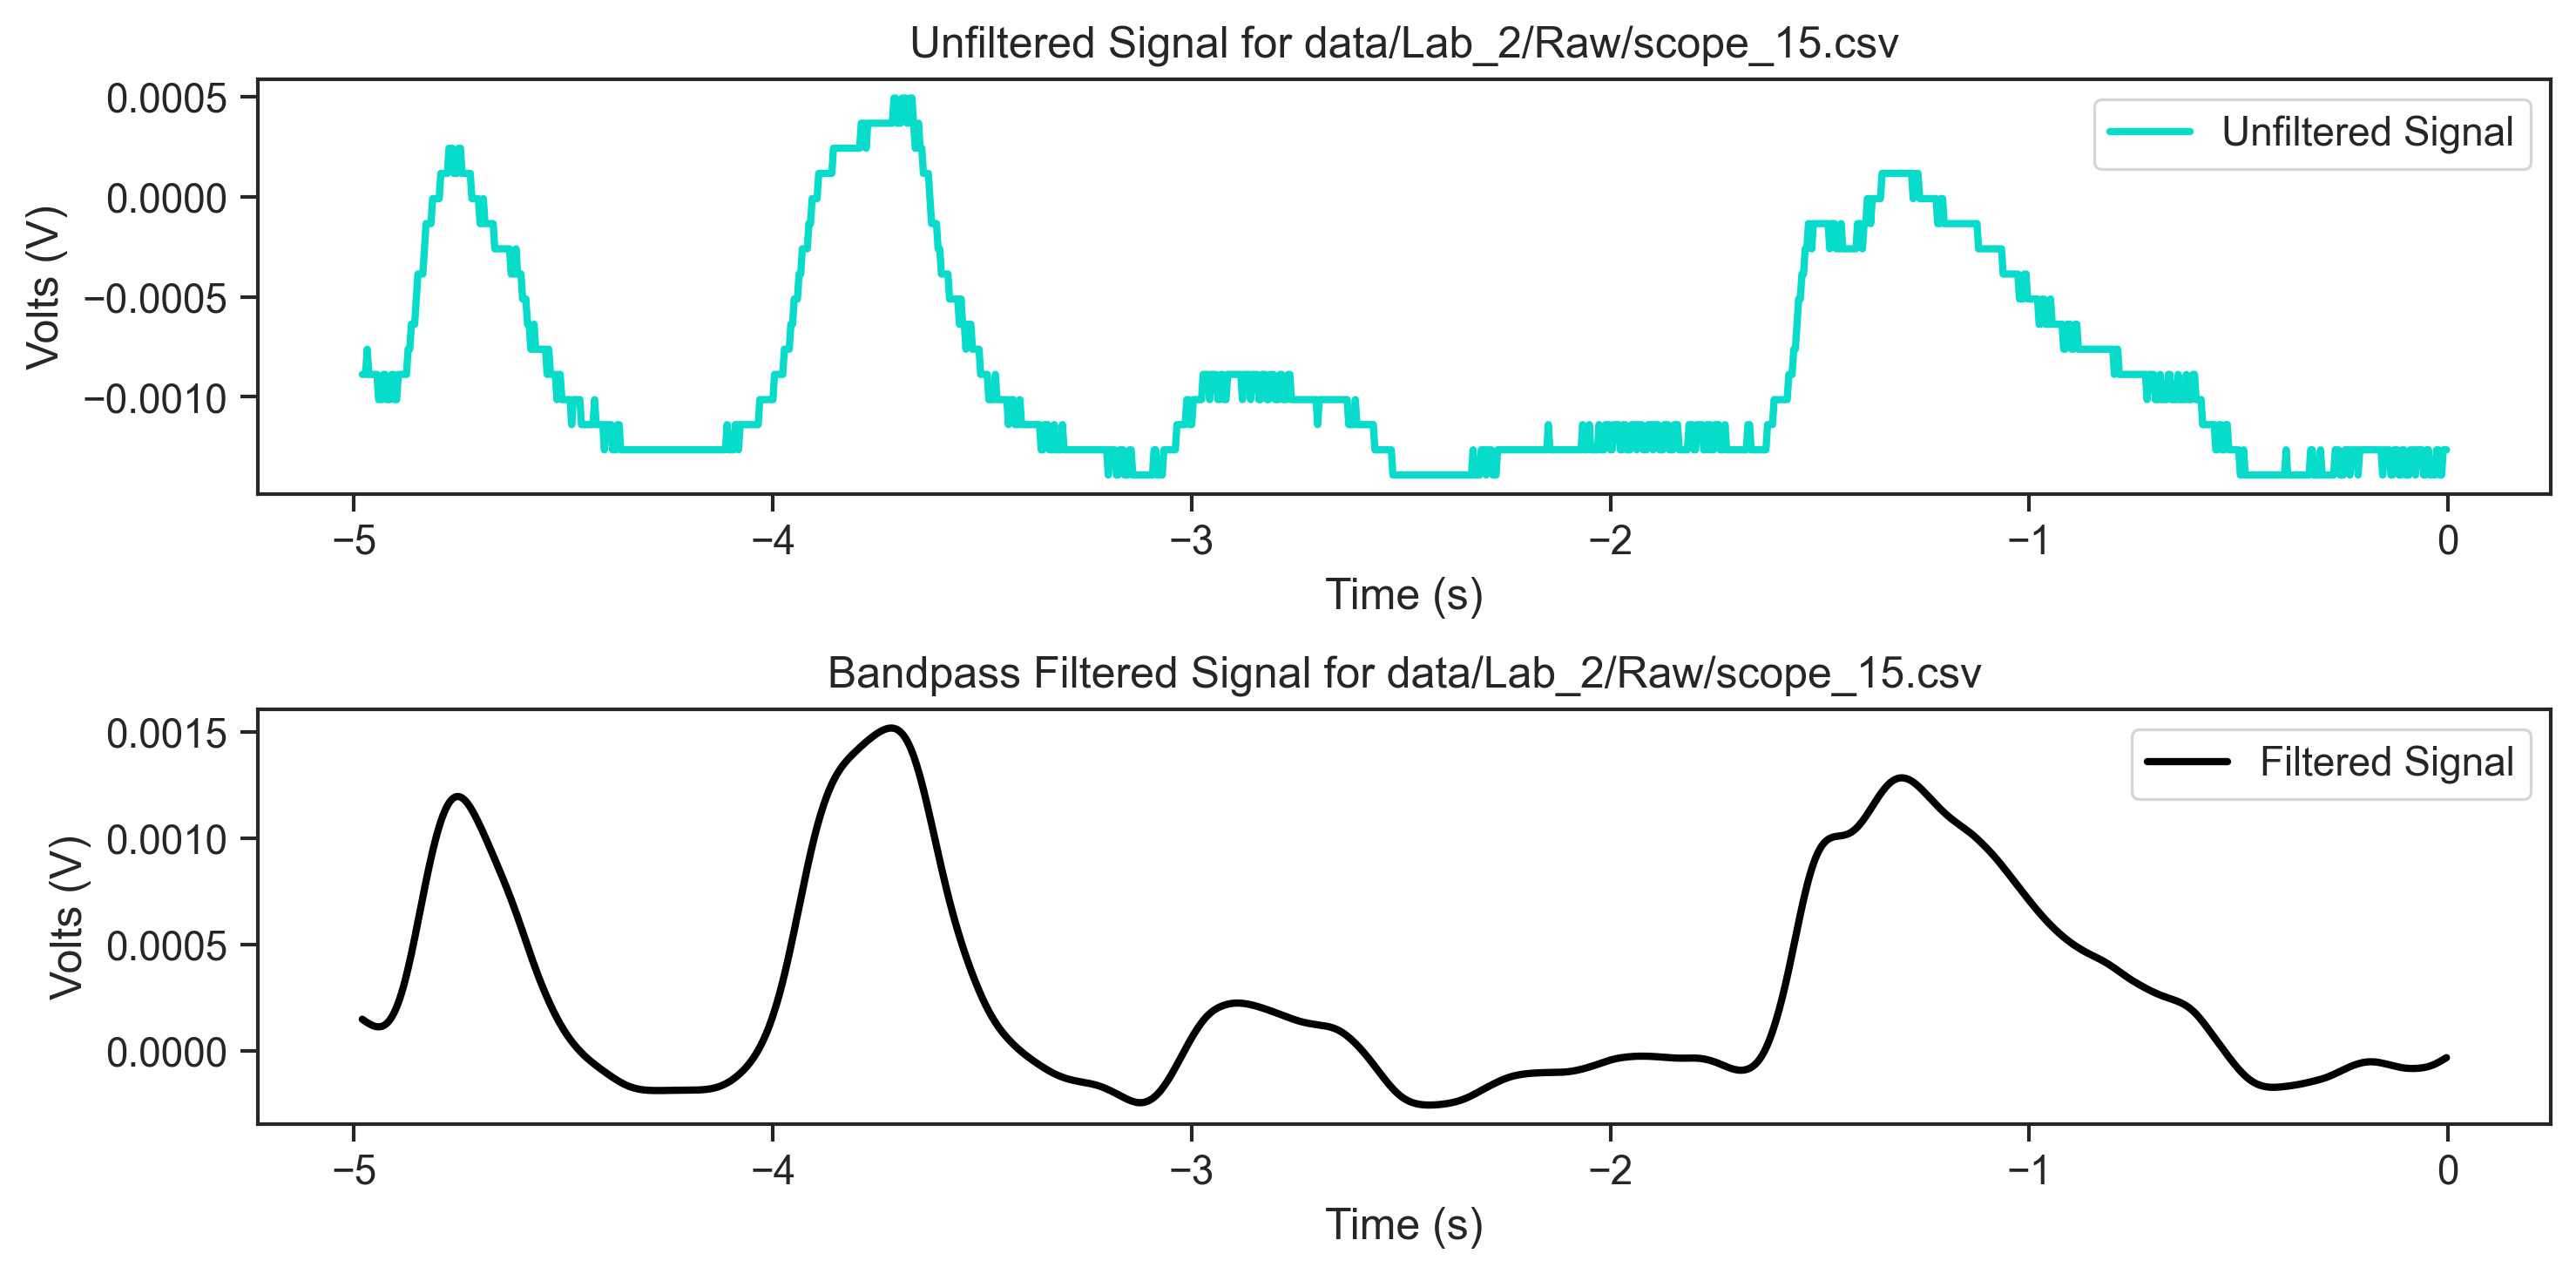 Unfiltered Signal for data/Lab_2/Raw/scope_15.csv
Unfiltered Signal
Volts (V)
0.0005
0.0000
−0.0005
−0.0010
−5 −4 −3 −2 −1 0
Time (s)
Bandpass Filtered Signal for data/Lab_2/Raw/scope_15.csv
Filtered Signal
Volts (V)
0.0015
0.0010
0.0005
0.0000
−5 −4 −3 −2 −1 0
Time (s)